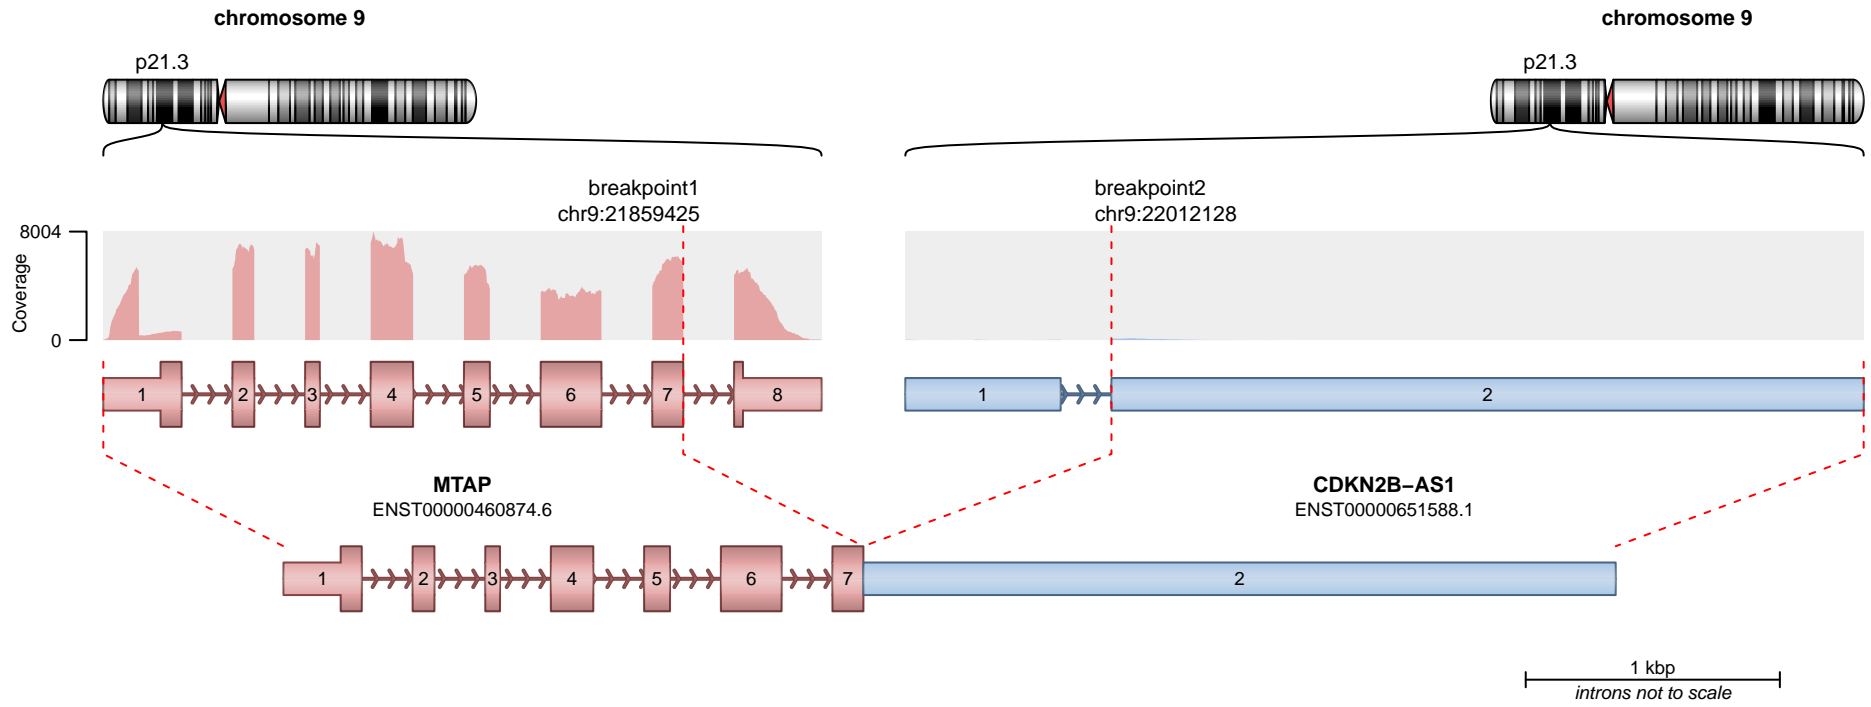 chromosome 9
chromosome 9
p21.3
p21.3
breakpoint1
chr9:21859425
breakpoint2
chr9:22012128
8004
Coverage
0
1 2 3 4 5 6 7 8
1 2
MTAP
ENST00000460874.6
CDKN2B−AS1
ENST00000651588.1
1 2 3 4 5 6 7 2
1 kbp
introns not to scale